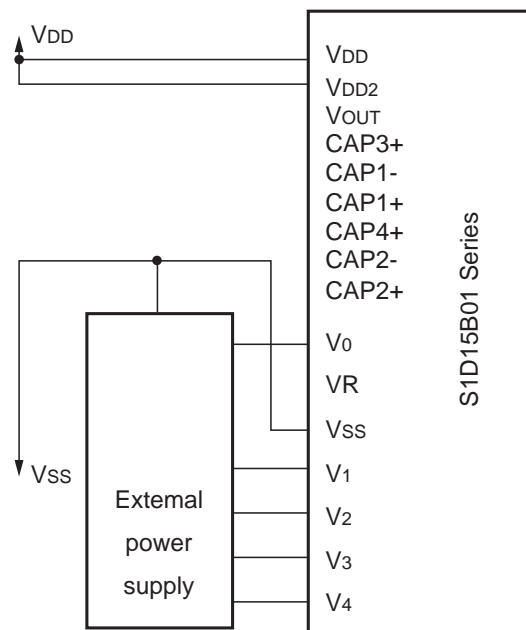 VDD
VDD
VDD2
VOUT
CAP3+
CAP1-
CAP1+
CAP4+
CAP2-
CAP2+
S1D15B01 Series
V0
VR
VSS
VSS
V1
V2
V3
V4
External
power
supply